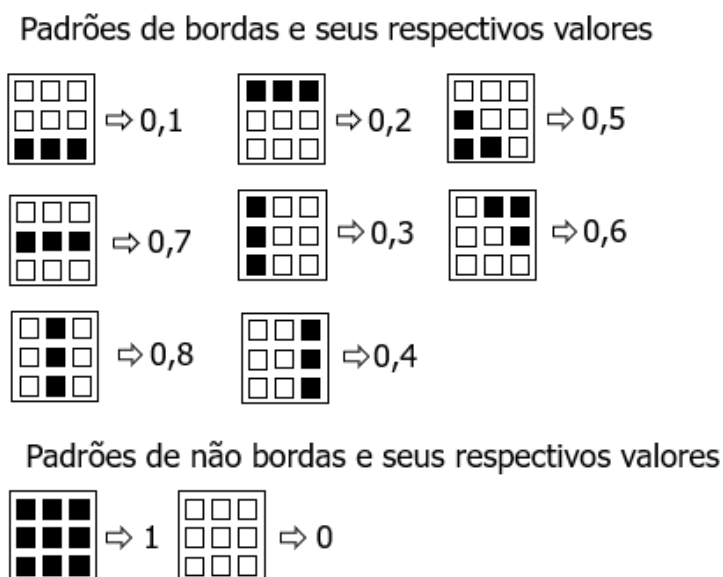 Padrões de bordas e seus respectivos valores
⇨ 0,1 ⇨ 0,2 ⇨ 0,5
⇨ 0,7 ⇨ 0,3 ⇨ 0,6
⇨ 0,8 ⇨ 0,4
Padrões de não bordas e seus respectivos valores
⇨ 1 ⇨ 0